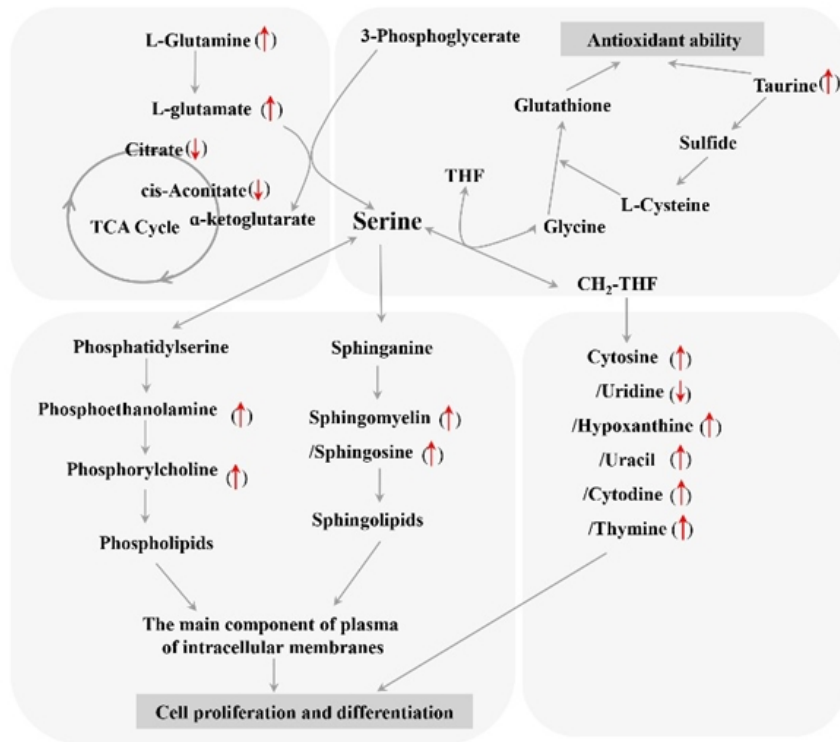 L-Glutamine (↑)
L-glutamate (↑)
Citrate (↓)
cis-Aconitate (↓)
TCA Cycle
α-ketoglutarate
3-Phosphoglycerate
Antioxidant ability
Taurine (↑)
Glutathione
Sulfide
THF
L-Cysteine
Serine
Glycine
CH₂-THF
Phosphatidylserine
Phosphoethanolamine (↑)
Phosphorylcholine (↑)
Phospholipids
Sphinganine
Sphingomyelin (↑)
/Sphingosine (↑)
Sphingolipids
Cytosine (↑)
/Uridine (↓)
/Hypoxanthine (↑)
/Uracil (↑)
/Cytodine (↑)
/Thymine (↑)
The main component of plasma
of intracellular membranes
Cell proliferation and differentiation